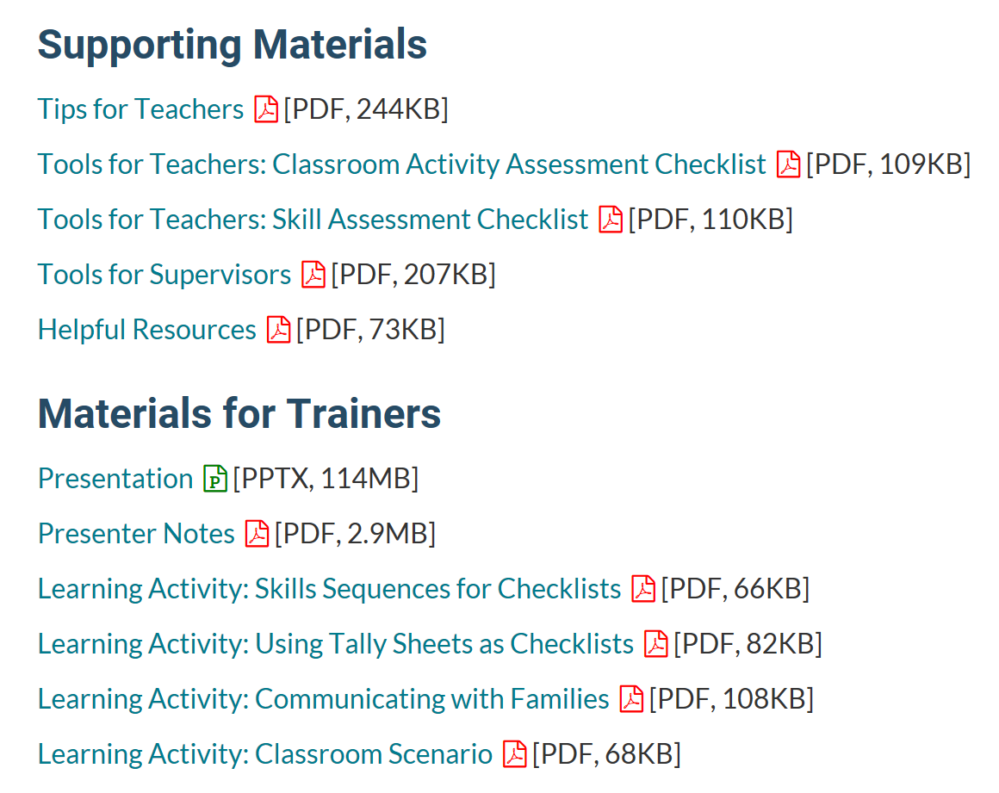 Supporting Materials
Tips for Teachers [PDF, 244KB]
Tools for Teachers: Classroom Activity Assessment Checklist [PDF, 109KB]
Tools for Teachers: Skill Assessment Checklist [PDF, 110KB]
Tools for Supervisors [PDF, 207KB]
Helpful Resources [PDF, 73KB]
Materials for Trainers
Presentation [PPTX, 114MB]
Presenter Notes [PDF, 2.9MB]
Learning Activity: Skills Sequences for Checklists [PDF, 66KB]
Learning Activity: Using Tally Sheets as Checklists [PDF, 82KB]
Learning Activity: Communicating with Families [PDF, 108KB]
Learning Activity: Classroom Scenario [PDF, 68KB]